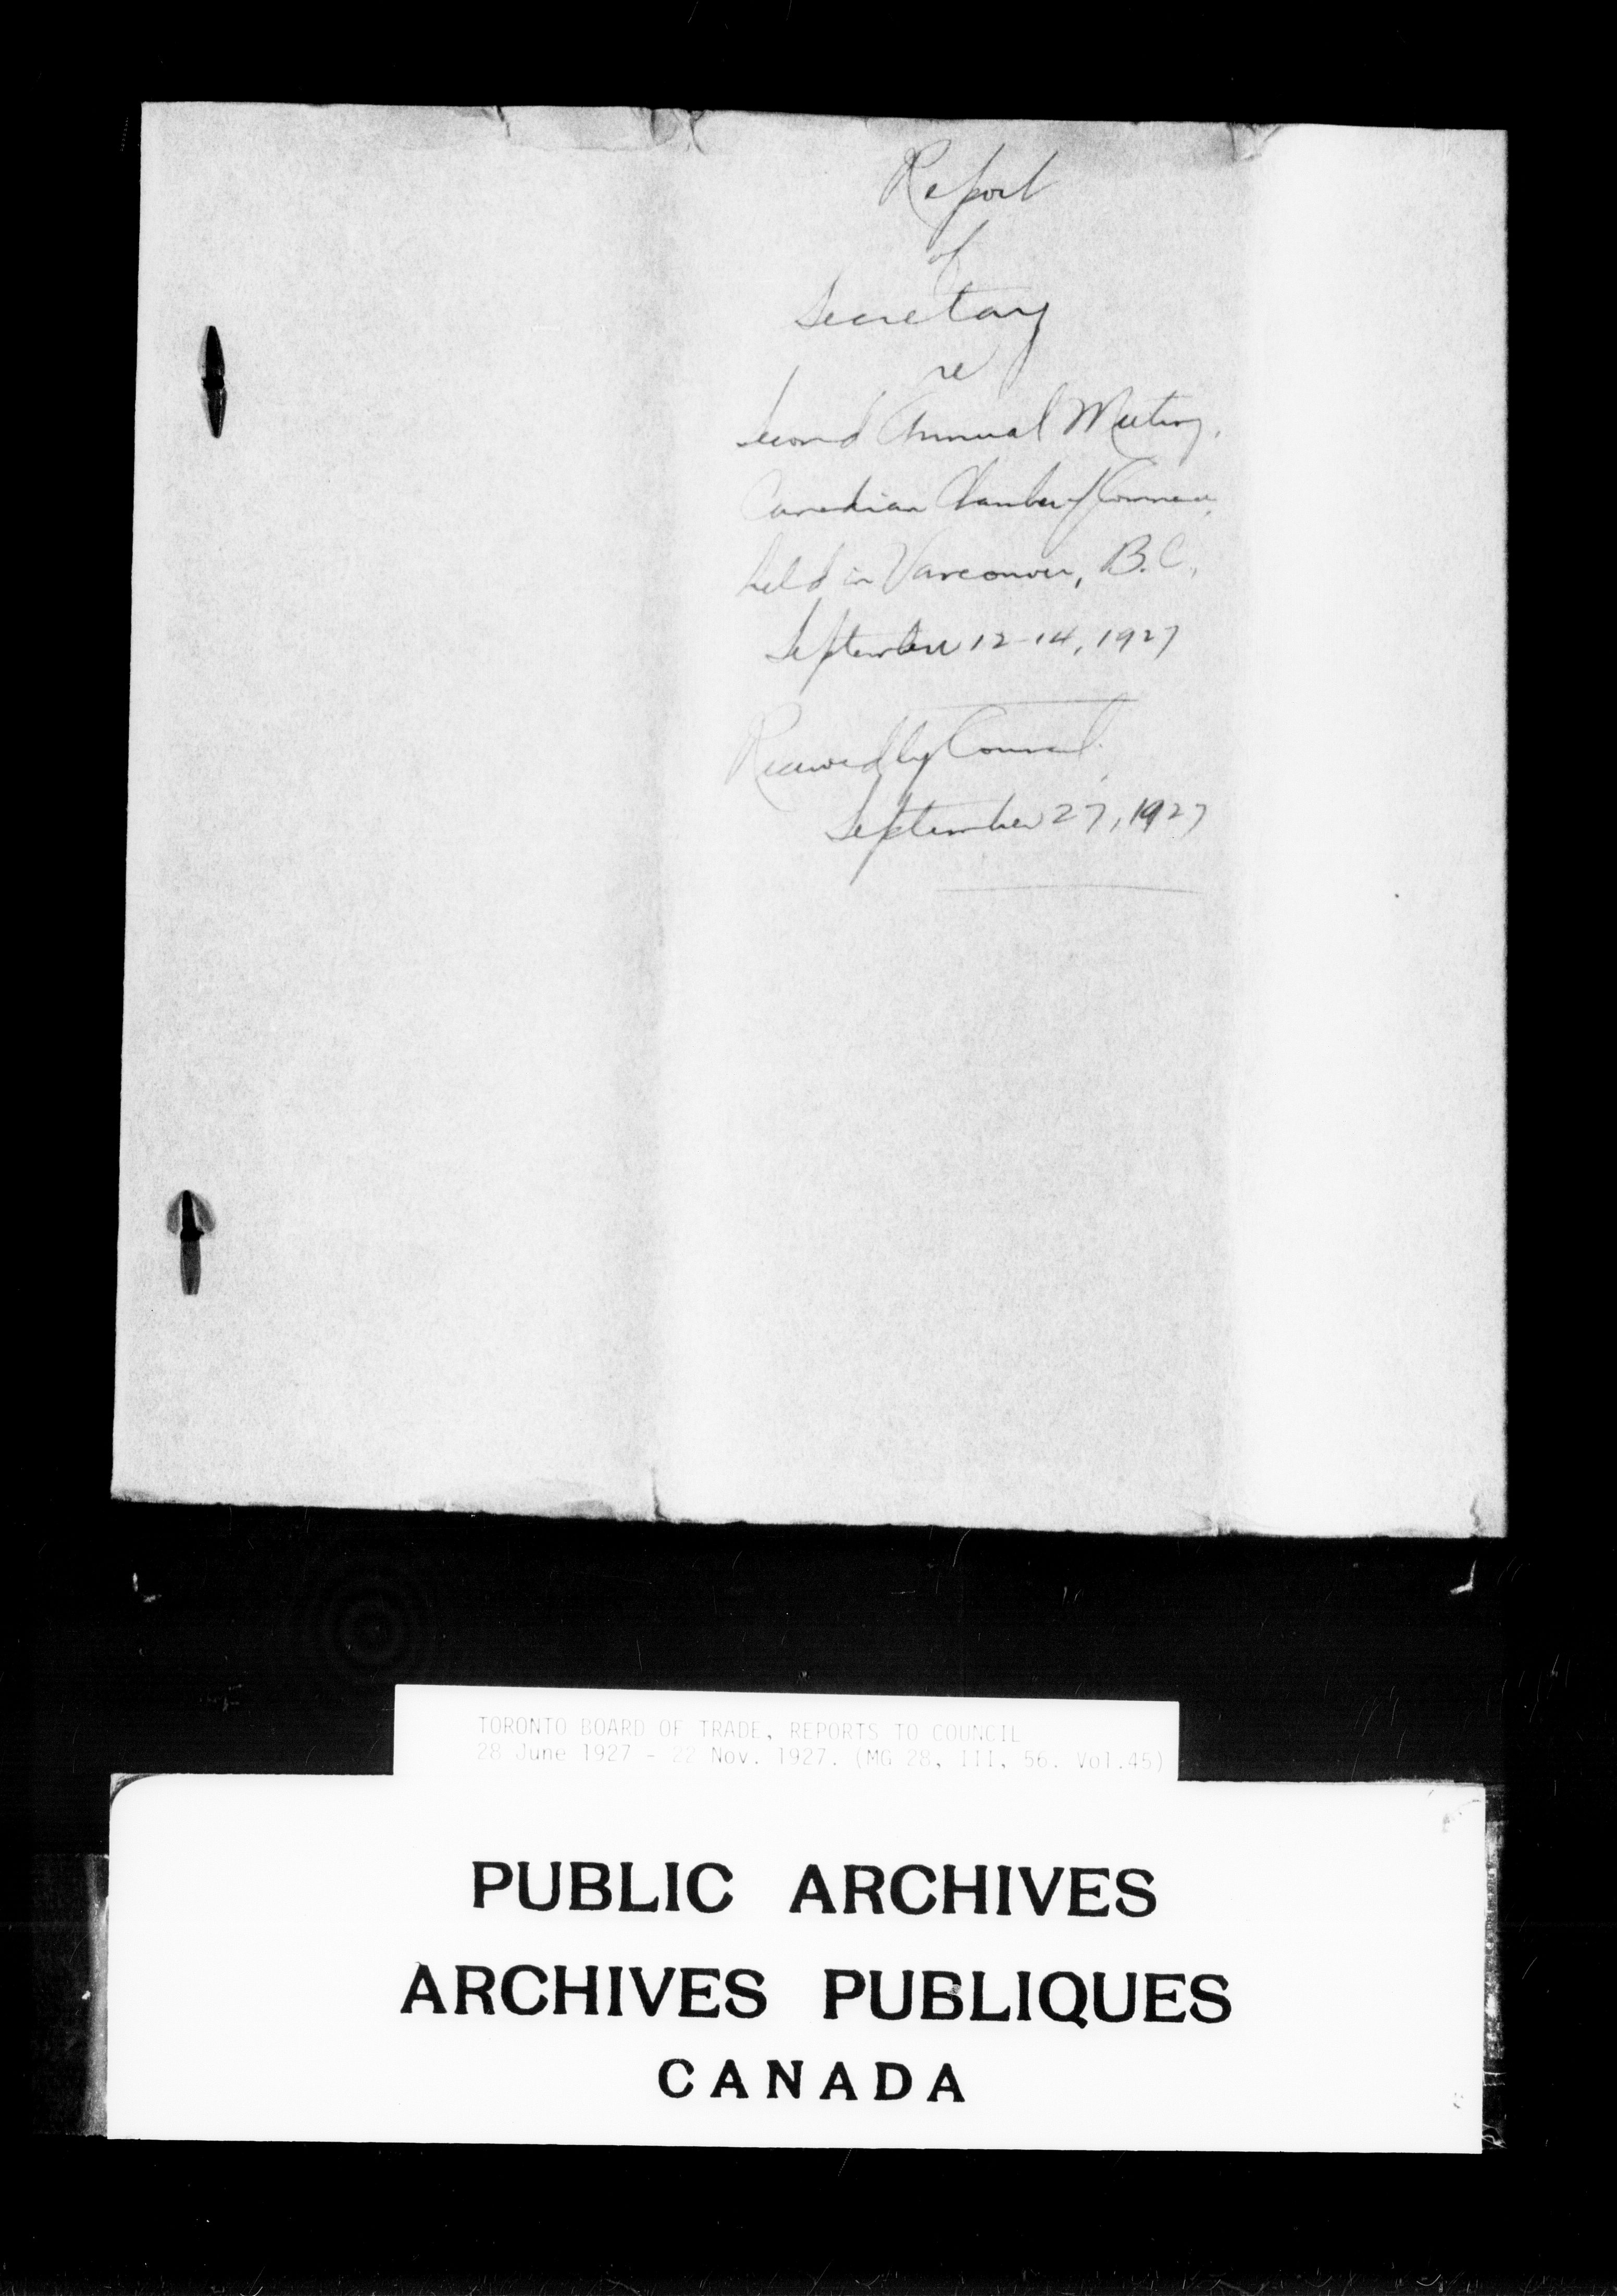 Report
of
Secretary
re
Second Annual Meeting,
Canadian Chamber of Commerce,
held in Vancouver, B.C.,
September 12-14, 1927
Received by Council.
September 27, 1927
TORONTO BOARD OF TRADE, REPORTS TO COUNCIL
28 June 1927 - 22 Nov. 1927. (MG 28, III, 56. Vol.45)
PUBLIC ARCHIVES
ARCHIVES PUBLIQUES
CANADA